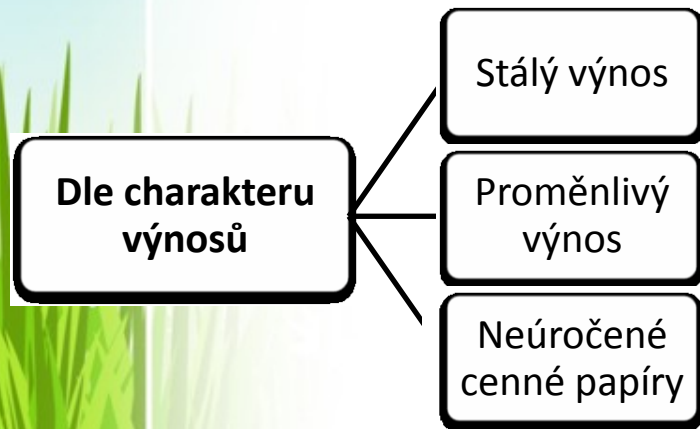 Dle charakteru
výnosů
Stálý výnos
Proměnlivý
výnos
Neúročené
cenné papíry